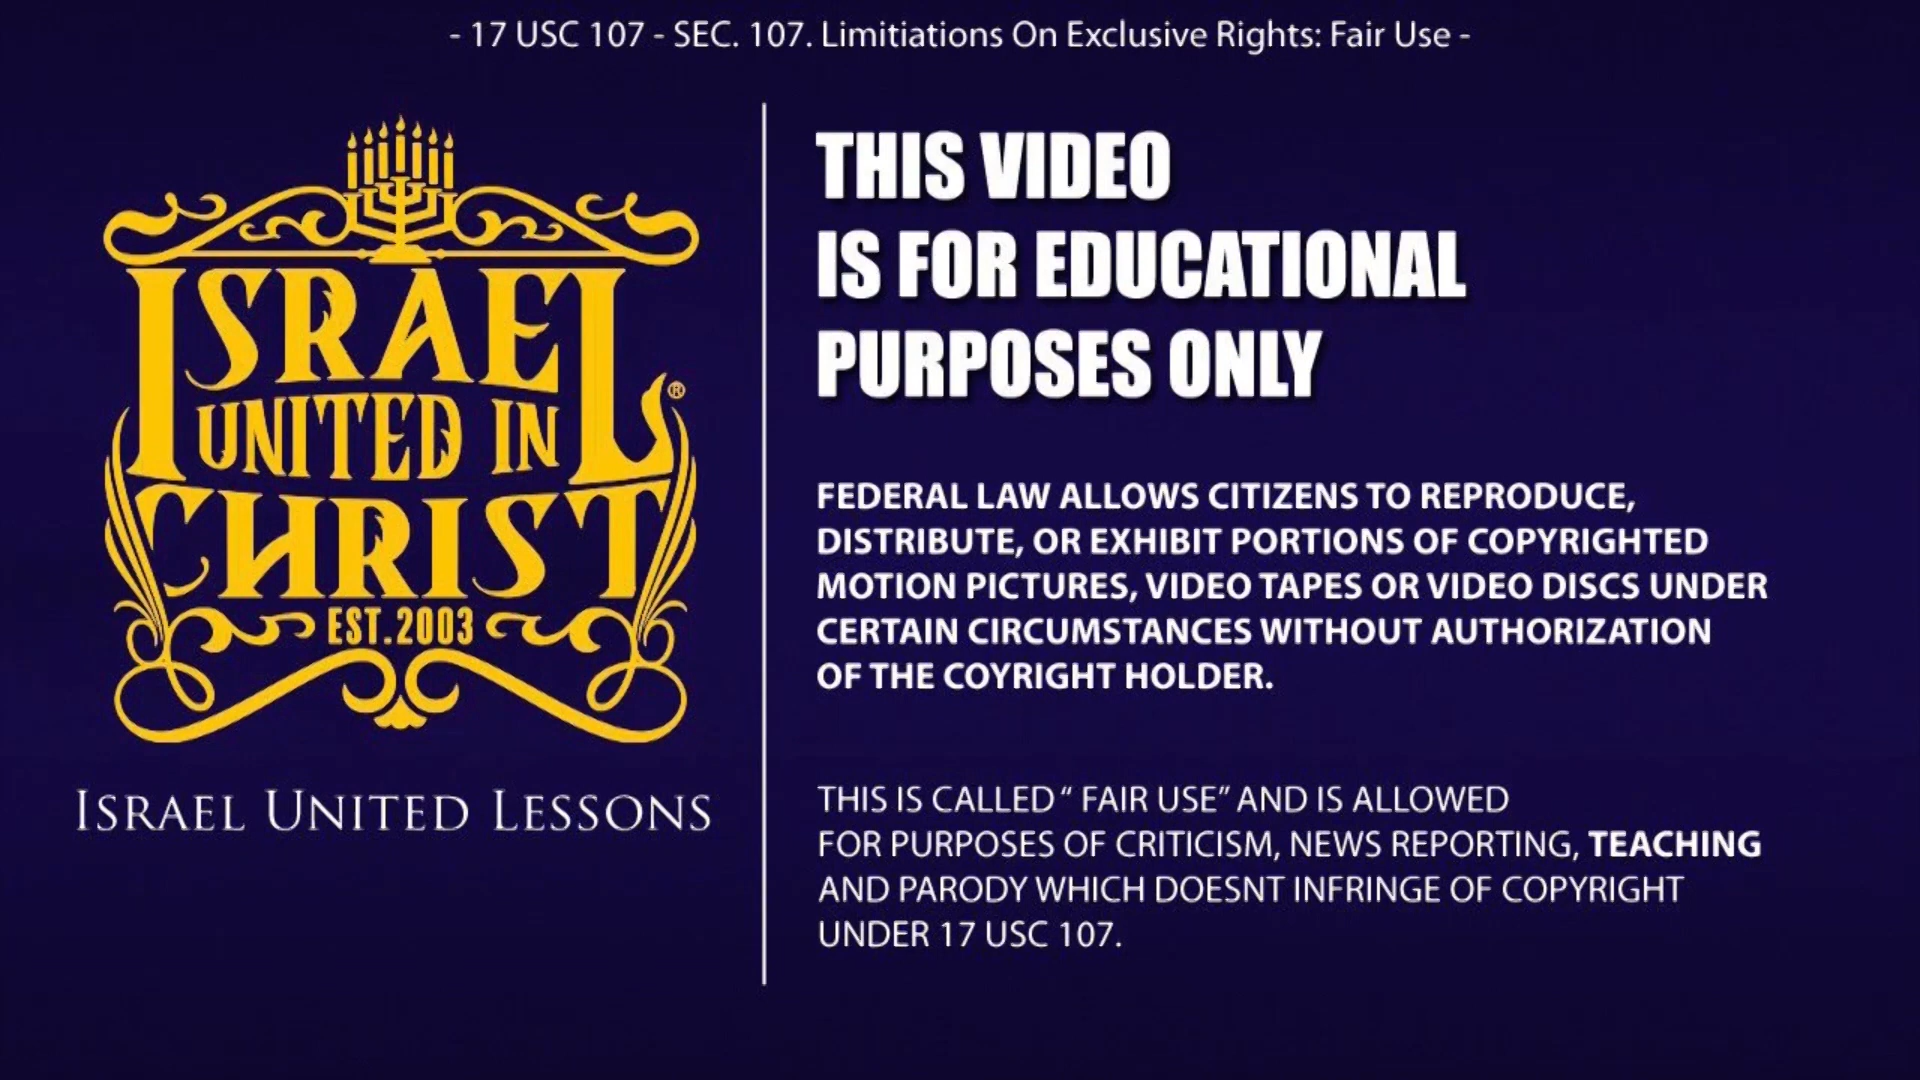 - 17 USC 107 - SEC. 107. Limitiations On Exclusive Rights: Fair Use -
ISRAEL
UNITED IN
CHRIST
®
EST.2003
ISRAEL UNITED LESSONS
THIS VIDEO
IS FOR EDUCATIONAL
PURPOSES ONLY
FEDERAL LAW ALLOWS CITIZENS TO REPRODUCE,
DISTRIBUTE, OR EXHIBIT PORTIONS OF COPYRIGHTED
MOTION PICTURES, VIDEO TAPES OR VIDEO DISCS UNDER
CERTAIN CIRCUMSTANCES WITHOUT AUTHORIZATION
OF THE COYRIGHT HOLDER.
THIS IS CALLED “ FAIR USE” AND IS ALLOWED
FOR PURPOSES OF CRITICISM, NEWS REPORTING, TEACHING
AND PARODY WHICH DOESNT INFRINGE OF COPYRIGHT
UNDER 17 USC 107.